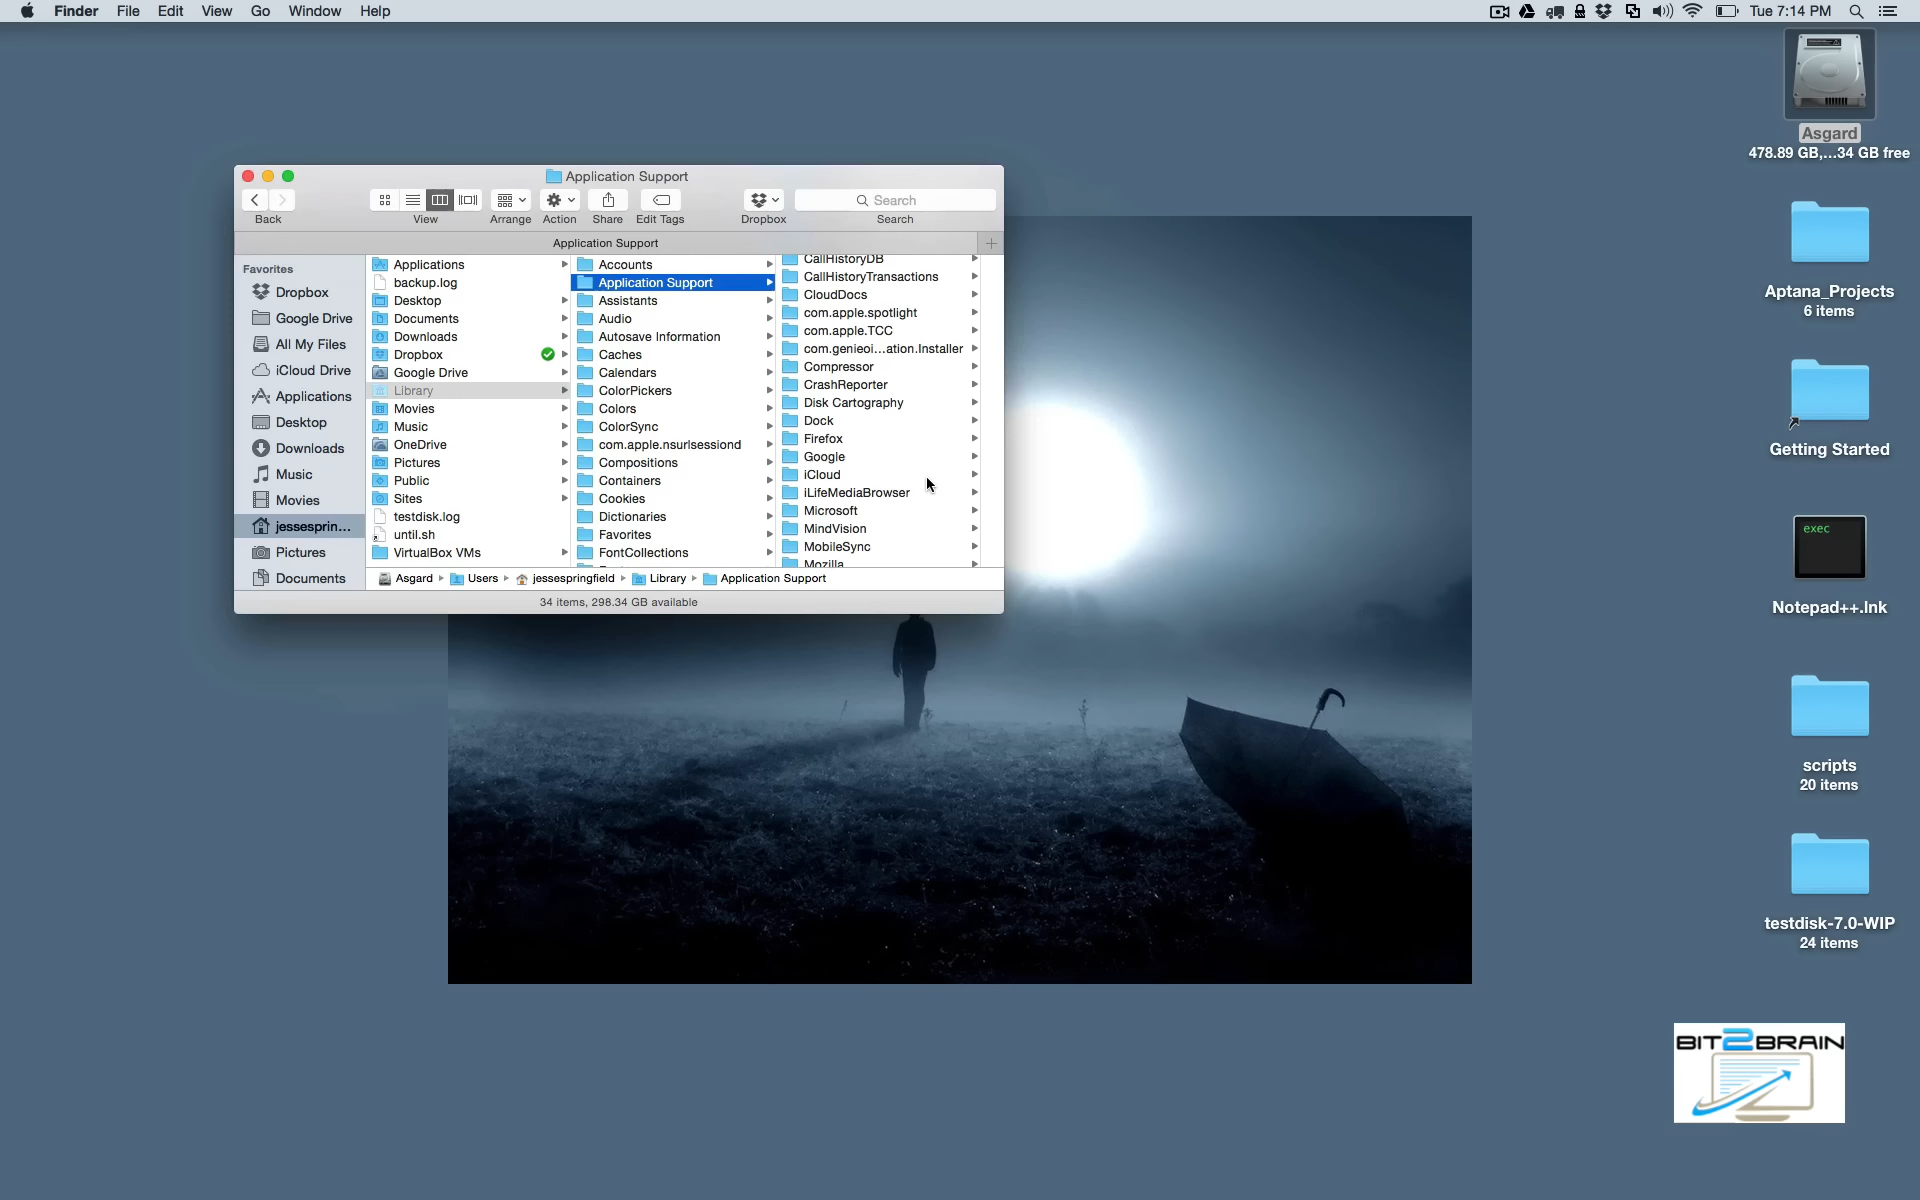 Finder File Edit View Go Window Help
Tue 7:14 PM
Asgard
478.89 GB,...34 GB free
Aptana_Projects
6 items
Getting Started
exec
Notepad++.lnk
scripts
20 items
testdisk-7.0-WIP
24 items
BIT2BRAIN
Application Support
Search
Back View Arrange Action Share Edit Tags Dropbox Search
Application Support
Favorites
Dropbox
Google Drive
All My Files
iCloud Drive
Applications
Desktop
Downloads
Music
Movies
jessesprin...
Pictures
Documents
Applications
backup.log
Desktop
Documents
Downloads
Dropbox
Google Drive
Library
Movies
Music
OneDrive
Pictures
Public
Sites
testdisk.log
until.sh
VirtualBox VMs
Accounts
Application Support
Assistants
Audio
Autosave Information
Caches
Calendars
ColorPickers
Colors
ColorSync
com.apple.nsurlsessiond
Compositions
Containers
Cookies
Dictionaries
Favorites
FontCollections
CallHistoryDB
CallHistoryTransactions
CloudDocs
com.apple.spotlight
com.apple.TCC
com.genieoi...ation.Installer
Compressor
CrashReporter
Disk Cartography
Dock
Firefox
Google
iCloud
iLifeMediaBrowser
Microsoft
MindVision
MobileSync
Mozilla
Asgard Users jessespringfield Library Application Support
34 items, 298.34 GB available